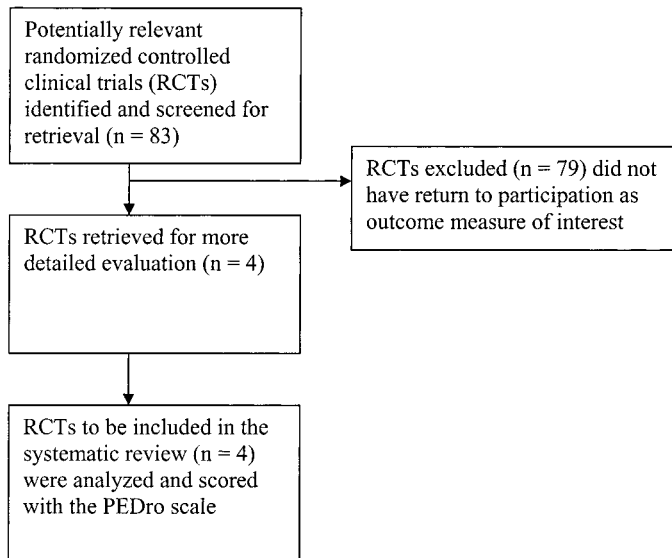 Potentially relevant
randomized controlled
clinical trials (RCTs)
identified and screened for
retrieval (n = 83)
RCTs excluded (n = 79) did not
have return to participation as
outcome measure of interest
RCTs retrieved for more
detailed evaluation (n = 4)
RCTs to be included in the
systematic review (n = 4)
were analyzed and scored
with the PEDro scale